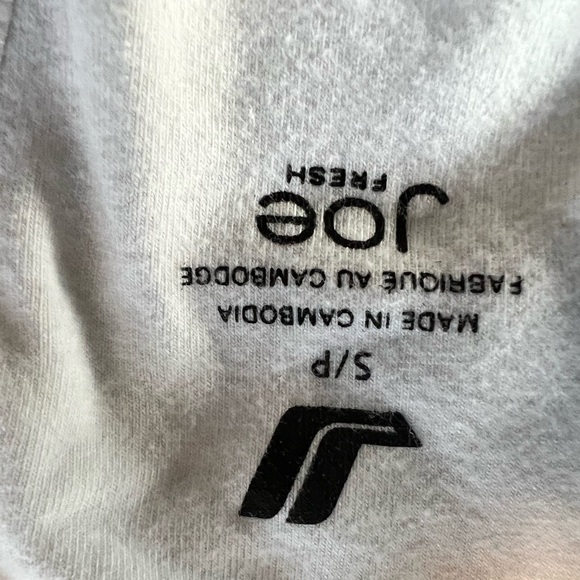 S/P
MADE IN CAMBODIA
FABRIQUÉ AU CAMBODGE
Joe
FRESH